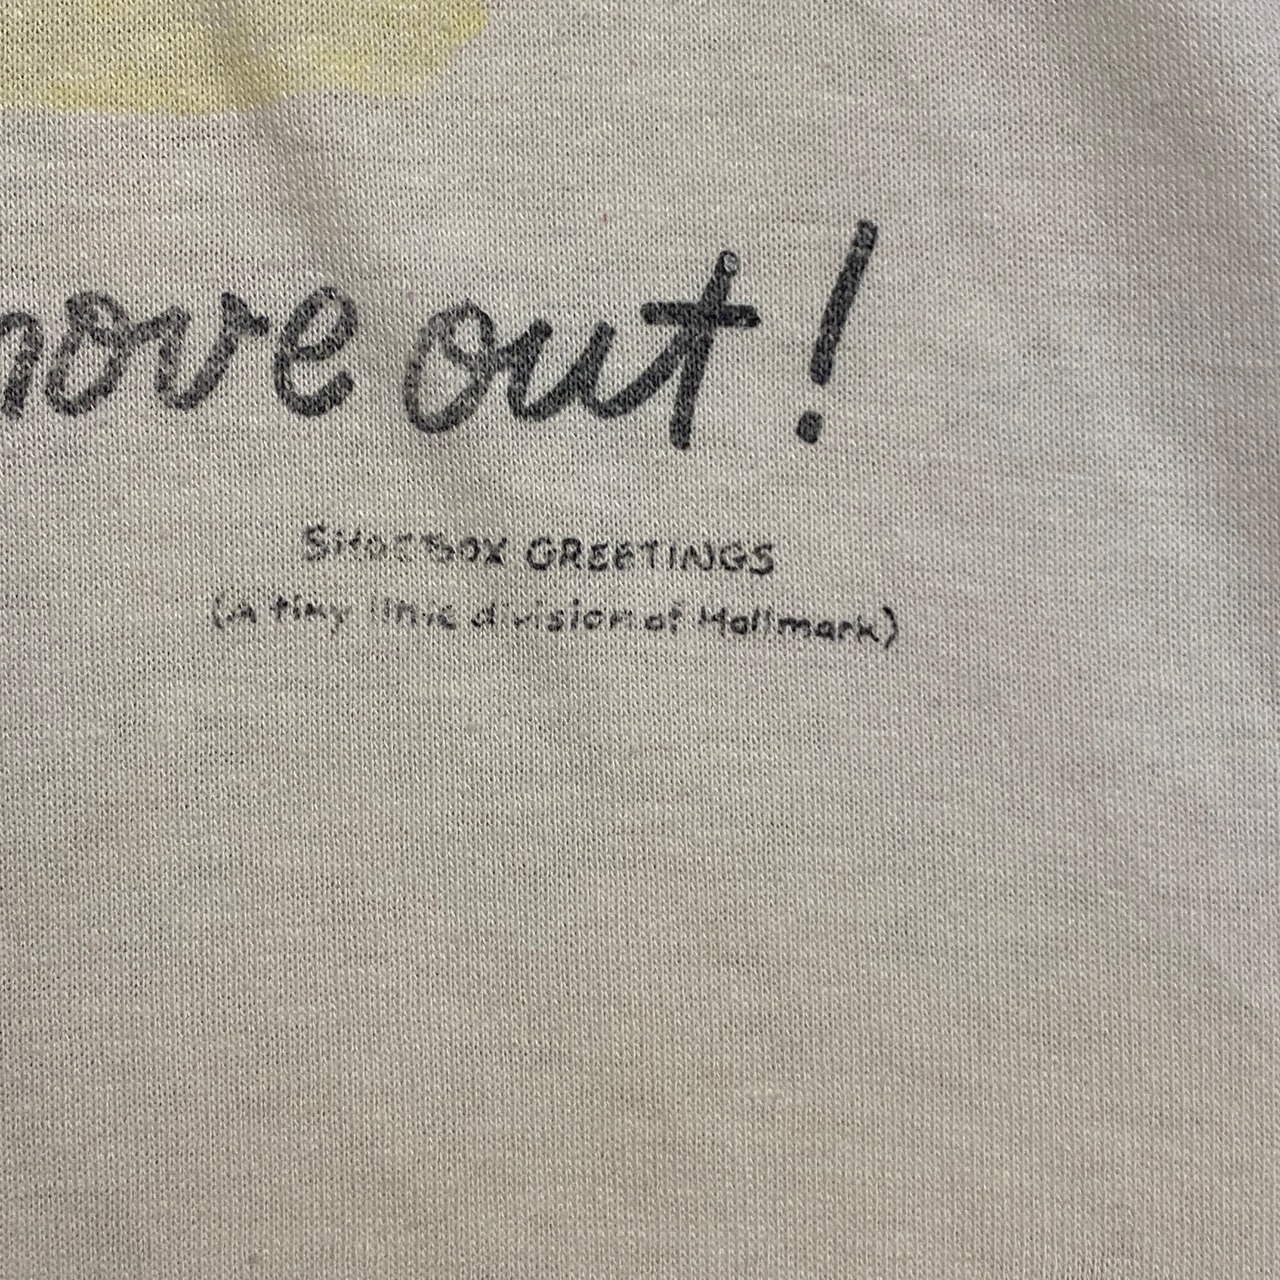 move out!
SHOEBOX GREETINGS
(a tiny little division of Hallmark)